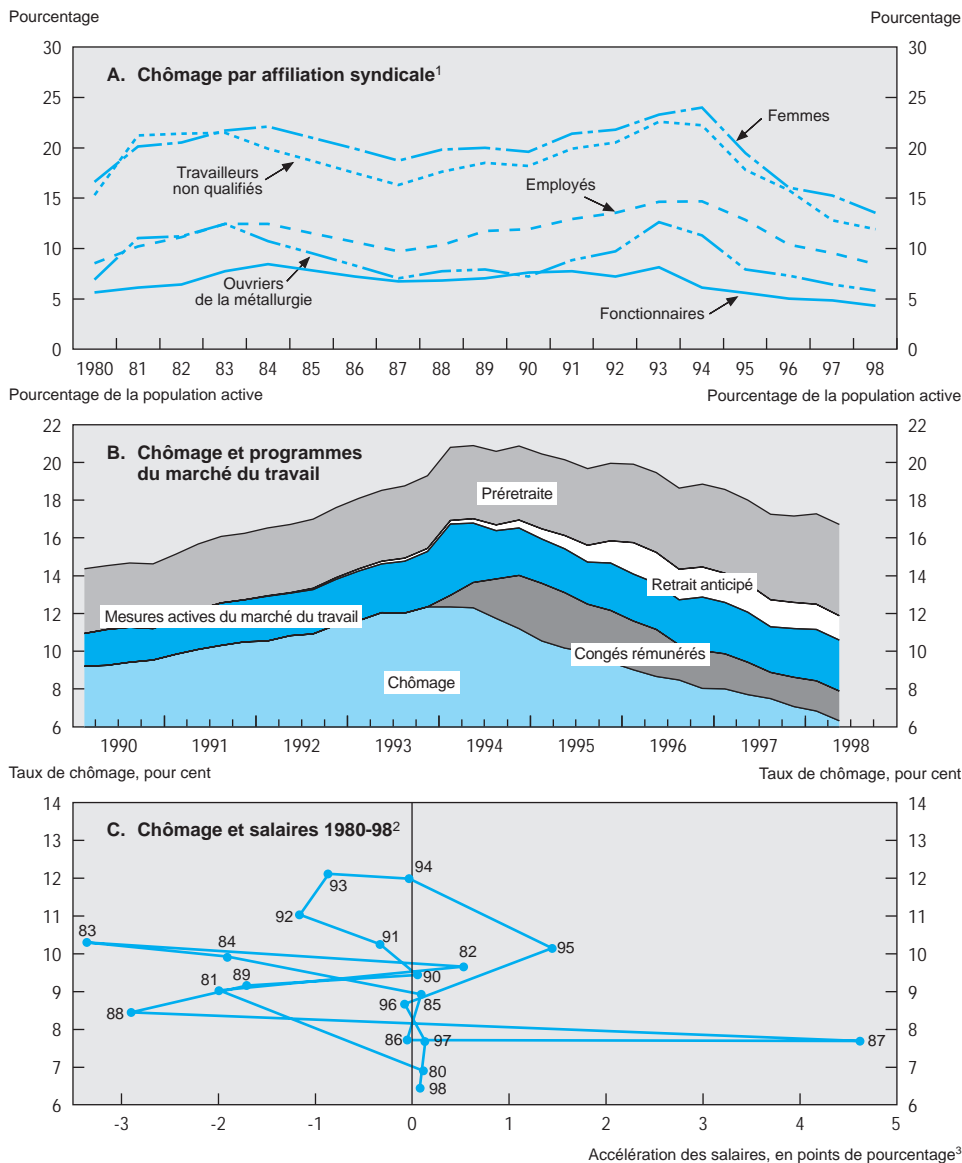 Pourcentage Pourcentage
30 30
A. Chômage par affiliation syndicale1
25 25
Femmes
20 20
Travailleurs
non qualifiés
Employés
15 15
10 10
Ouvriers
de la métallurgie
5 5
Fonctionnaires
0 0
1980 81 82 83 84 85 86 87 88 89 90 91 92 93 94 95 96 97 98
Pourcentage de la population active Pourcentage de la population active
22 22
B. Chômage et programmes
du marché du travail
20 20
Préretraite
18 18
16 16
14 14
Retrait anticipé
12 12
Mesures actives du marché du travail
10 10
Congés rémunérés
Chômage
8 8
6 6
1990 1991 1992 1993 1994 1995 1996 1997 1998
Taux de chômage, pour cent Taux de chômage, pour cent
14 14
C. Chômage et salaires 1980-982
13 13
94
12 12
93
92
11 11
83
91
84
82
95
10 10
81
89
90
9 9
96
85
88
8 8
86
97
87
7 7
80
98
6 6
-3 -2 -1 0 1 2 3 4 5
Accélération des salaires, en points de pourcentage3